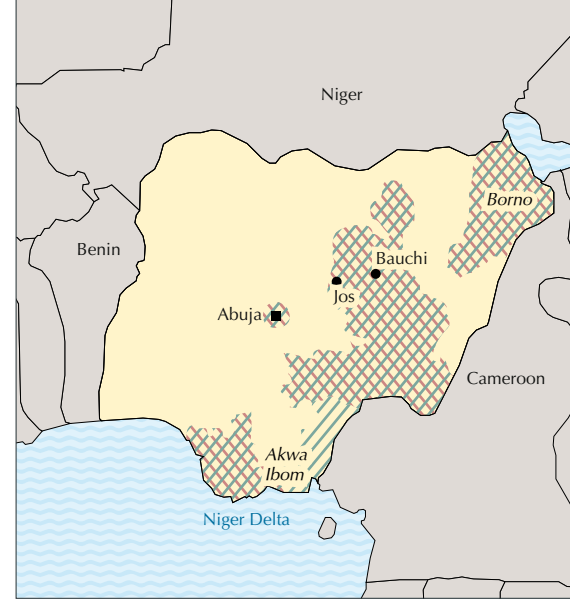 Niger
Borno
Benin
Bauchi
Jos
Abuja
Cameroon
Akwa
Ibom
Niger Delta